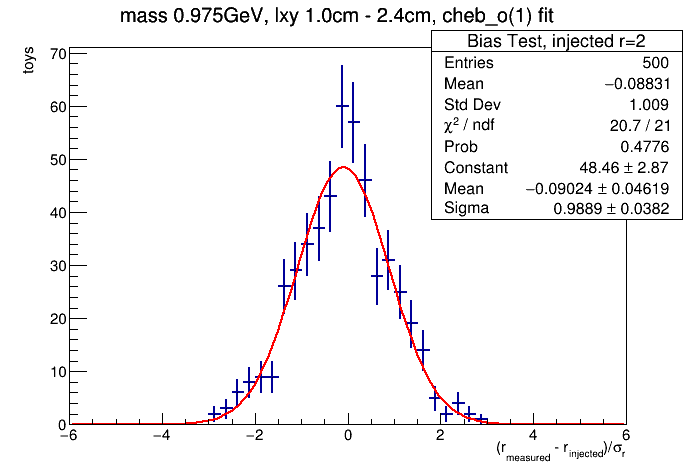 mass 0.975GeV, lxy 1.0cm - 2.4cm, cheb_o(1) fit
Bias Test, injected r=2
Entries 500
Mean −0.08831
Std Dev 1.009
χ² / ndf 20.7 / 21
Prob 0.4776
Constant 48.46 ± 2.87
Mean −0.09024 ± 0.04619
Sigma 0.9889 ± 0.0382
toys
70
60
50
40
30
20
10
0
−6 −4 −2 0 2 4 6
(r_measured - r_injected)/σ_r